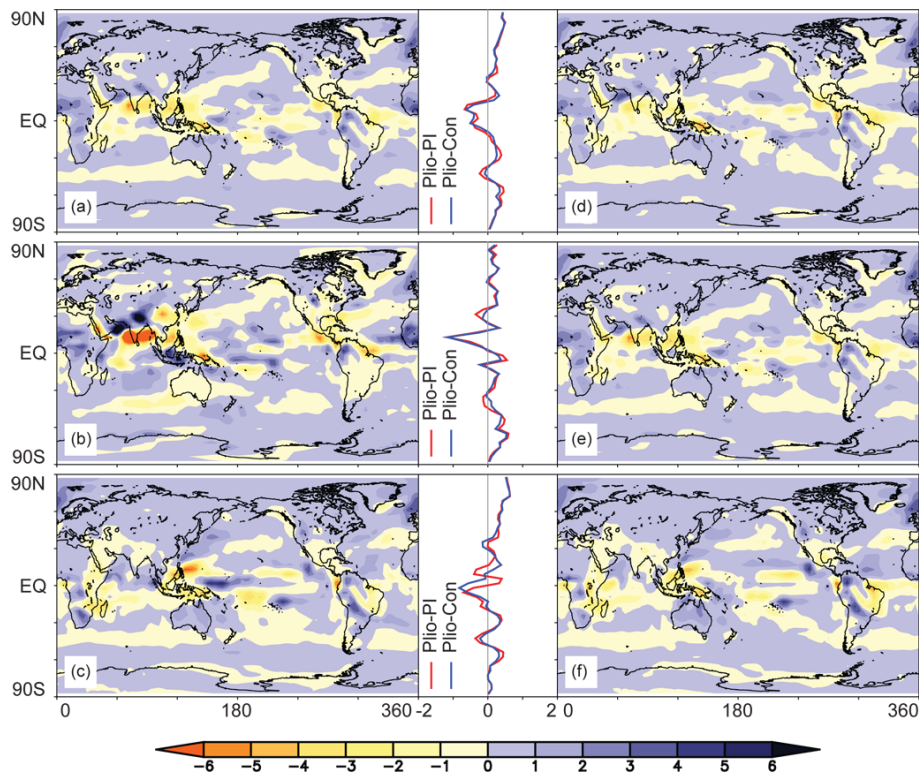 90N
EQ
90S
(a)
Plio-PI
Plio-Con
(d)
90N
EQ
90S
(b)
Plio-PI
Plio-Con
(e)
90N
EQ
90S
(c)
Plio-PI
Plio-Con
(f)
0 180 360 -2 0 2 0 180 360
-6 -5 -4 -3 -2 -1 0 1 2 3 4 5 6